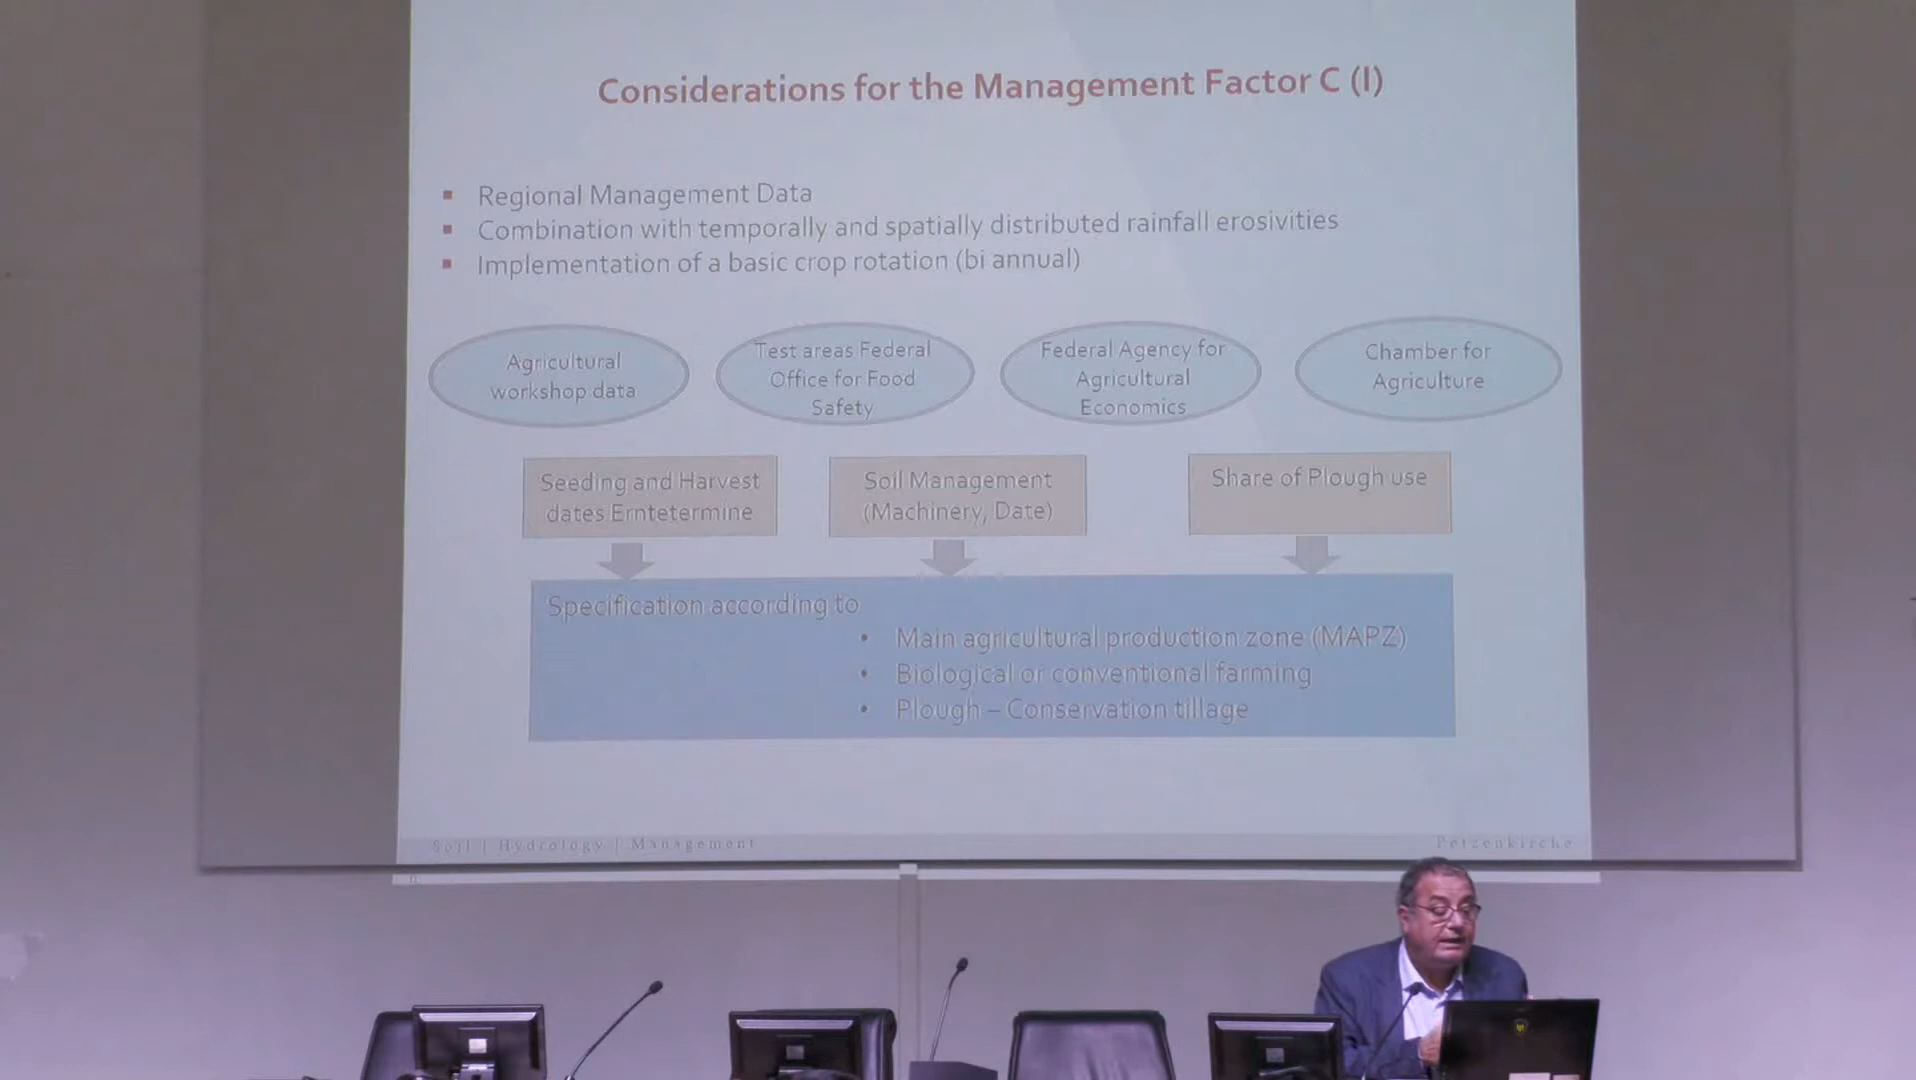 Considerations for the Management Factor C (I)
▪ Regional Management Data
▪ Combination with temporally and spatially distributed rainfall erosivities
▪ Implementation of a basic crop rotation (bi annual)
Agricultural
workshop data
Test areas Federal
Office for Food
Safety
Federal Agency for
Agricultural
Economics
Chamber for
Agriculture
Seeding and Harvest
dates Erntetermine
Soil Management
(Machinery, Date)
Share of Plough use
Specification according to
• Main agricultural production zone (MAPZ)
• Biological or conventional farming
• Plough – Conservation tillage
Soil | Hydrology | Management
Petzenkirche